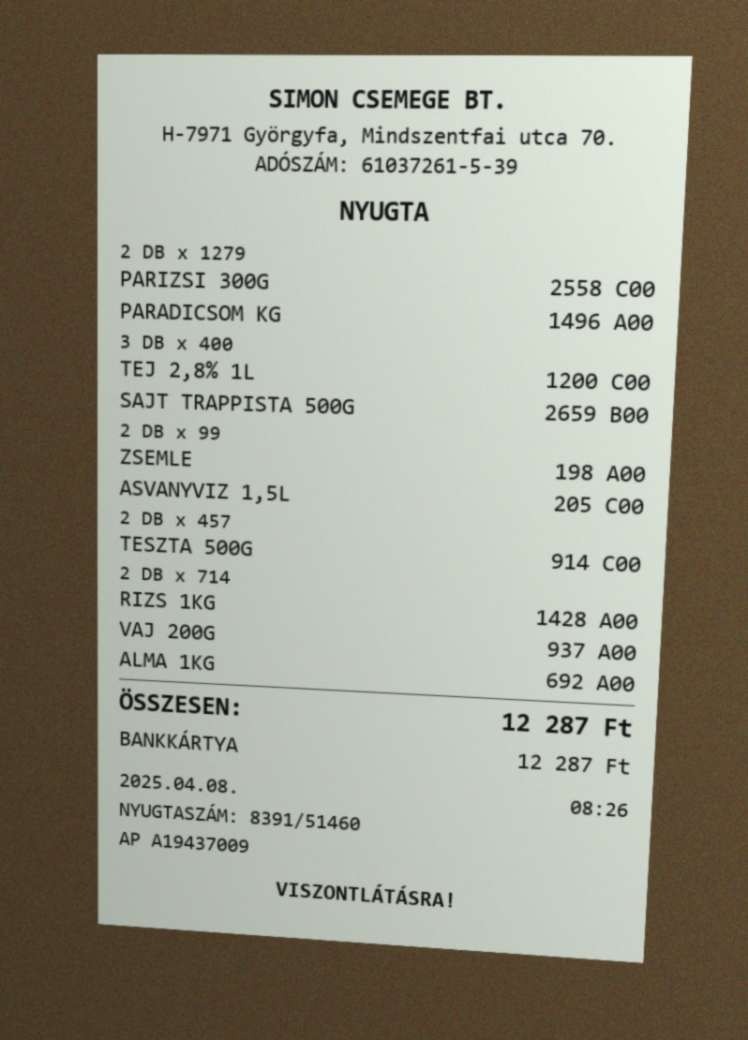 SIMON CSEMEGE BT.
H-7971 Györgyfa, Mindszentfai utca 70.
ADÓSZÁM: 61037261-5-39
NYUGTA
2 DB x 1279
PARIZSI 300G 2558 C00
PARADICSOM KG 1496 A00
3 DB x 400
TEJ 2,8% 1L 1200 C00
SAJT TRAPPISTA 500G 2659 B00
2 DB x 99
ZSEMLE 198 A00
ASVANYVIZ 1,5L 205 C00
2 DB x 457
TESZTA 500G 914 C00
2 DB x 714
RIZS 1KG 1428 A00
VAJ 200G 937 A00
ALMA 1KG 692 A00
ÖSSZESEN: 12 287 Ft
BANKKÁRTYA 12 287 Ft
2025.04.08. 08:26
NYUGTASZÁM: 8391/51460
AP A19437009
VISZONTLÁTÁSRA!